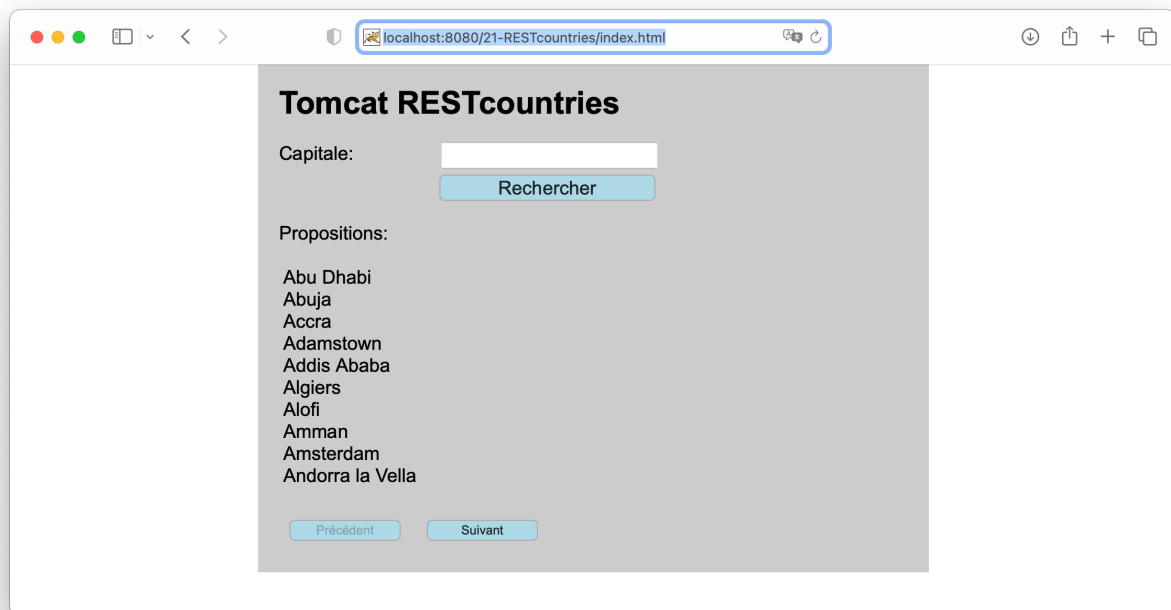 localhost:8080/21-RESTcountries/index.html
Tomcat RESTcountries
Capitale:
Rechercher
Propositions:
Abu Dhabi
Abuja
Accra
Adamstown
Addis Ababa
Algiers
Alofi
Amman
Amsterdam
Andorra la Vella
Précédent Suivant